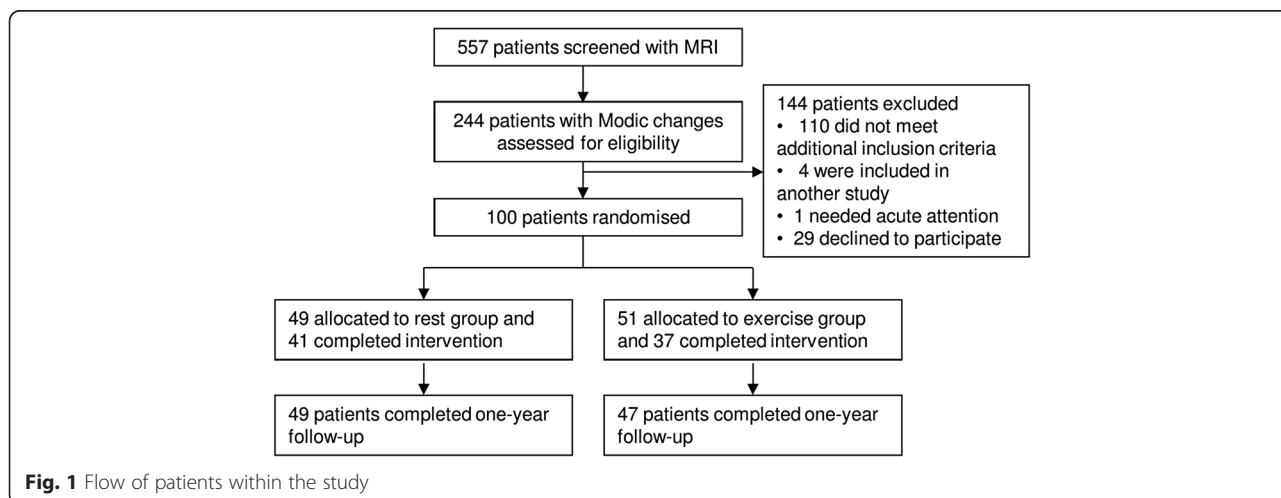 557 patients screened with MRI
244 patients with Modic changes
assessed for eligibility
144 patients excluded
• 110 did not meet
additional inclusion criteria
• 4 were included in
another study
• 1 needed acute attention
• 29 declined to participate
100 patients randomised
49 allocated to rest group and
41 completed intervention
51 allocated to exercise group
and 37 completed intervention
49 patients completed one-year
follow-up
47 patients completed one-year
follow-up
Fig. 1 Flow of patients within the study